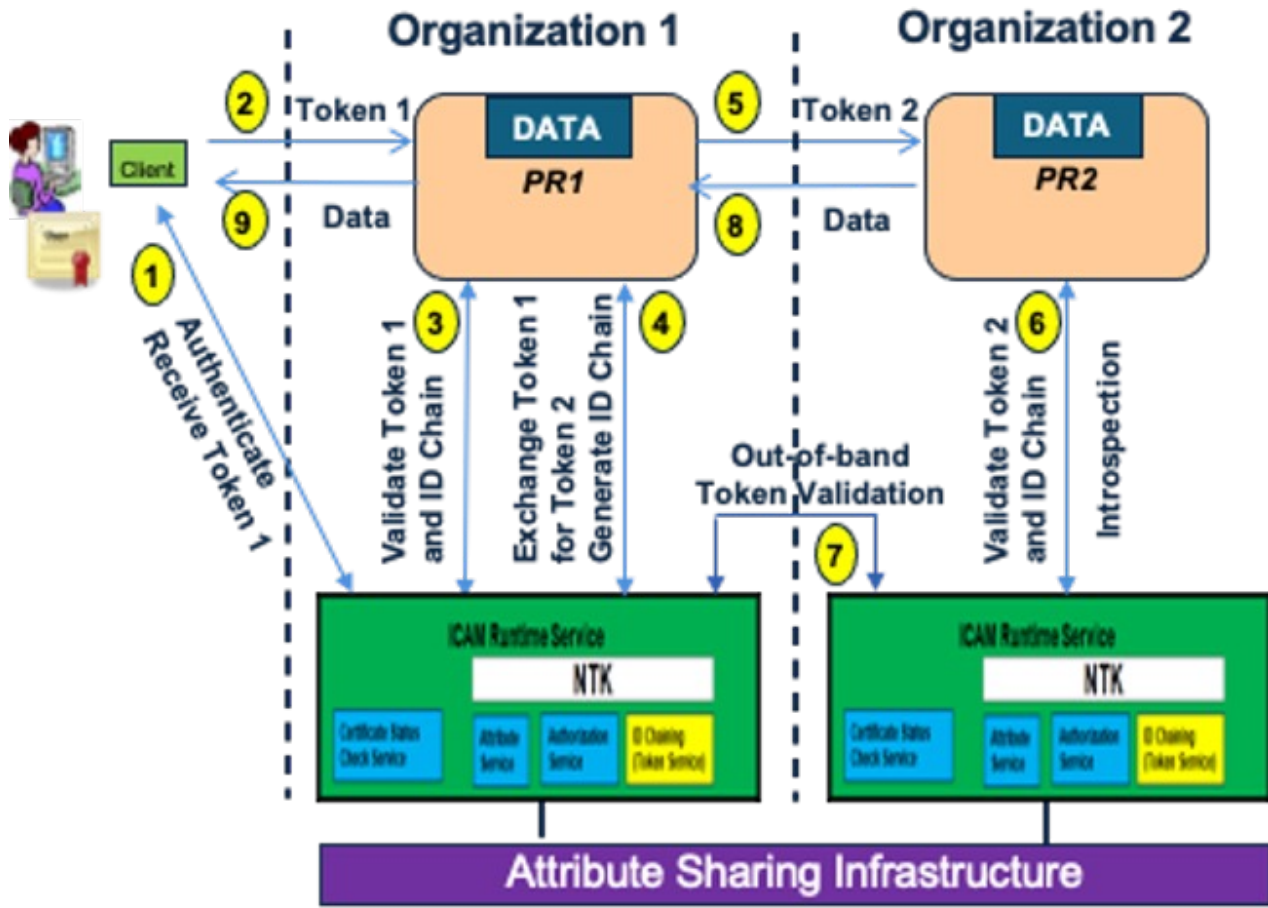 Organization 1
Organization 2
2
Token 1
DATA
PR1
5
Token 2
DATA
PR2
Client
9
Data
8
Data
1
Authenticate
Receive Token 1
3
Validate Token 1
and ID Chain
4
Exchange Token 1
for Token 2
Generate ID Chain
6
Validate Token 2
and ID Chain
Introspection
Out-of-band
Token Validation
7
ICAM Runtime Service
NTK
Certificate Status
Check Service
Attribute
Service
Authorization
Service
ID Chaining
(Token Service)
ICAM Runtime Service
NTK
Certificate Status
Check Service
Attribute
Service
Authorization
Service
ID Chaining
(Token Service)
Attribute Sharing Infrastructure